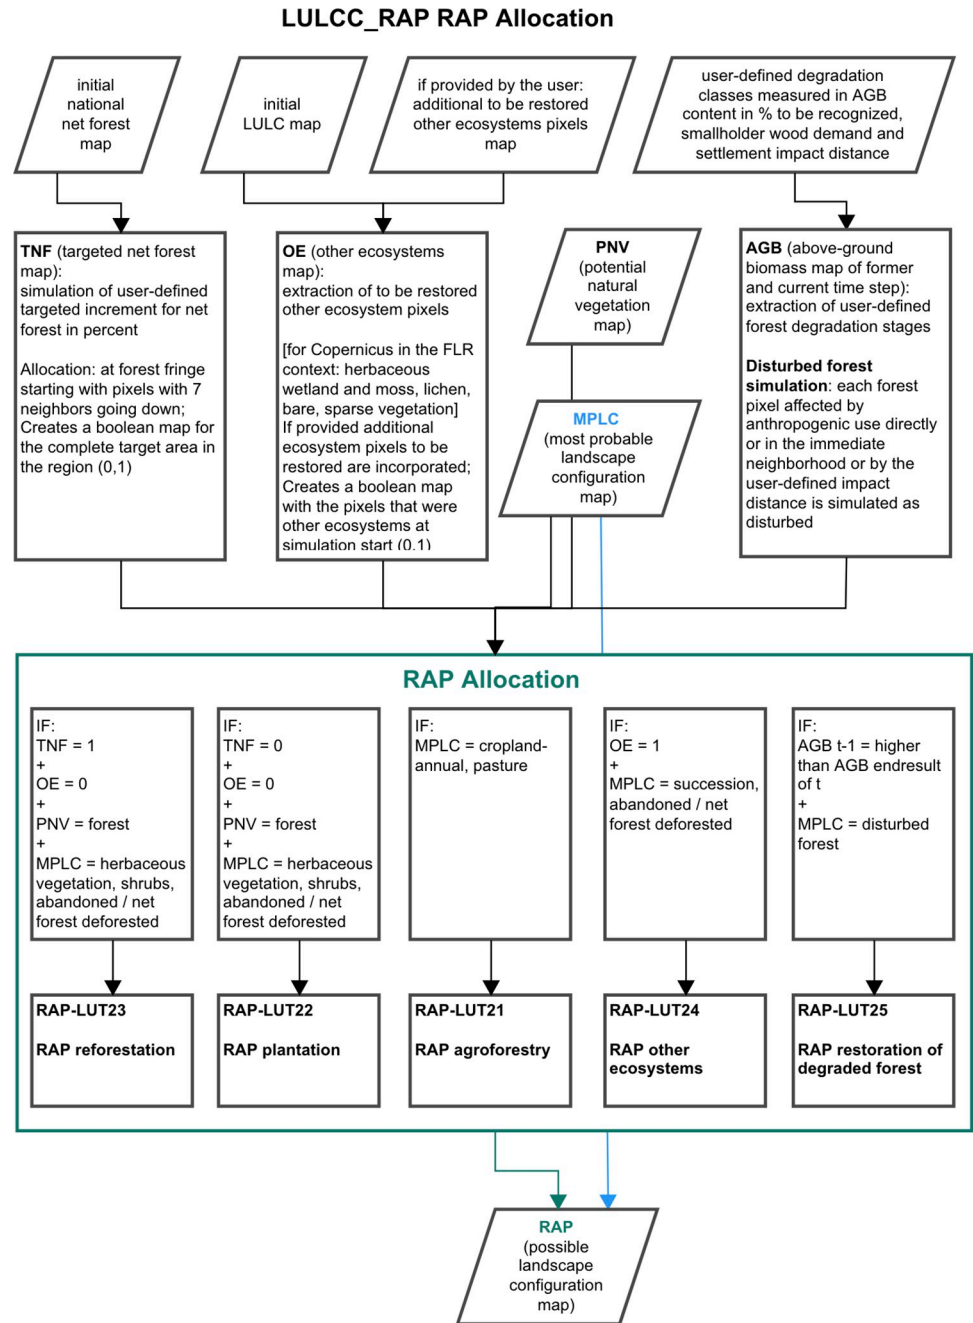 LULCC_RAP RAP Allocation
initial
national
net forest
map
initial
LULC map
if provided by the user:
additional to be restored
other ecosystems pixels
map
user-defined degradation
classes measured in AGB
content in % to be recognized,
smallholder wood demand and
settlement impact distance
TNF (targeted net forest
map):
simulation of user-defined
targeted increment for net
forest in percent
Allocation: at forest fringe
starting with pixels with 7
neighbors going down;
Creates a boolean map for
the complete target area in
the region (0,1)
OE (other ecosystems
map):
extraction of to be restored
other ecosystem pixels
[for Copernicus in the FLR
context: herbaceous
wetland and moss, lichen,
bare, sparse vegetation]
If provided additional
ecosystem pixels to be
restored are incorporated;
Creates a boolean map
with the pixels that were
other ecosystems at
simulation start (0,1)
PNV
(potential
natural
vegetation
map)
MPLC
(most probable
landscape
configuration
map)
AGB (above-ground
biomass map of former
and current time step):
extraction of user-defined
forest degradation stages
Disturbed forest
simulation: each forest
pixel affected by
anthropogenic use directly
or in the immediate
neighborhood or by the
user-defined impact
distance is simulated as
disturbed
RAP Allocation
IF:
TNF = 1
+
OE = 0
+
PNV = forest
+
MPLC = herbaceous
vegetation, shrubs,
abandoned / net
forest deforested
IF:
TNF = 0
+
OE = 0
+
PNV = forest
+
MPLC = herbaceous
vegetation, shrubs,
abandoned / net
forest deforested
IF:
MPLC = cropland-
annual, pasture
IF:
OE = 1
+
MPLC = succession,
abandoned / net
forest deforested
IF:
AGB t-1 = higher
than AGB endresult
of t
+
MPLC = disturbed
forest
RAP-LUT23
RAP reforestation
RAP-LUT22
RAP plantation
RAP-LUT21
RAP agroforestry
RAP-LUT24
RAP other
ecosystems
RAP-LUT25
RAP restoration of
degraded forest
RAP
(possible
landscape
configuration
map)